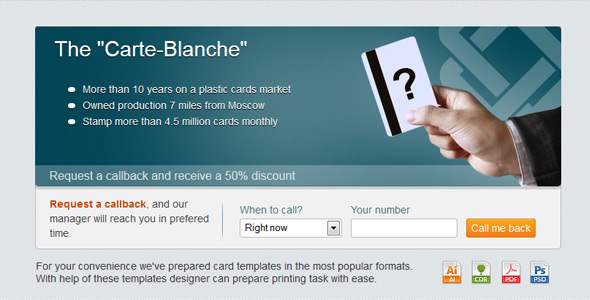 The "Carte-Blanche"
More than 10 years on a plastic cards market
Owned production 7 miles from Moscow
Stamp more than 4.5 million cards monthly
?
Request a callback and receive a 50% discount
Request a callback, and our
manager will reach you in prefered
time.
When to call?
Right now
Your number
Call me back
For your convenience we've prepared card templates in the most popular formats.
With help of these templates designer can prepare printing task with ease.
Ai
AI
CDR
PDF
Ps
PSD